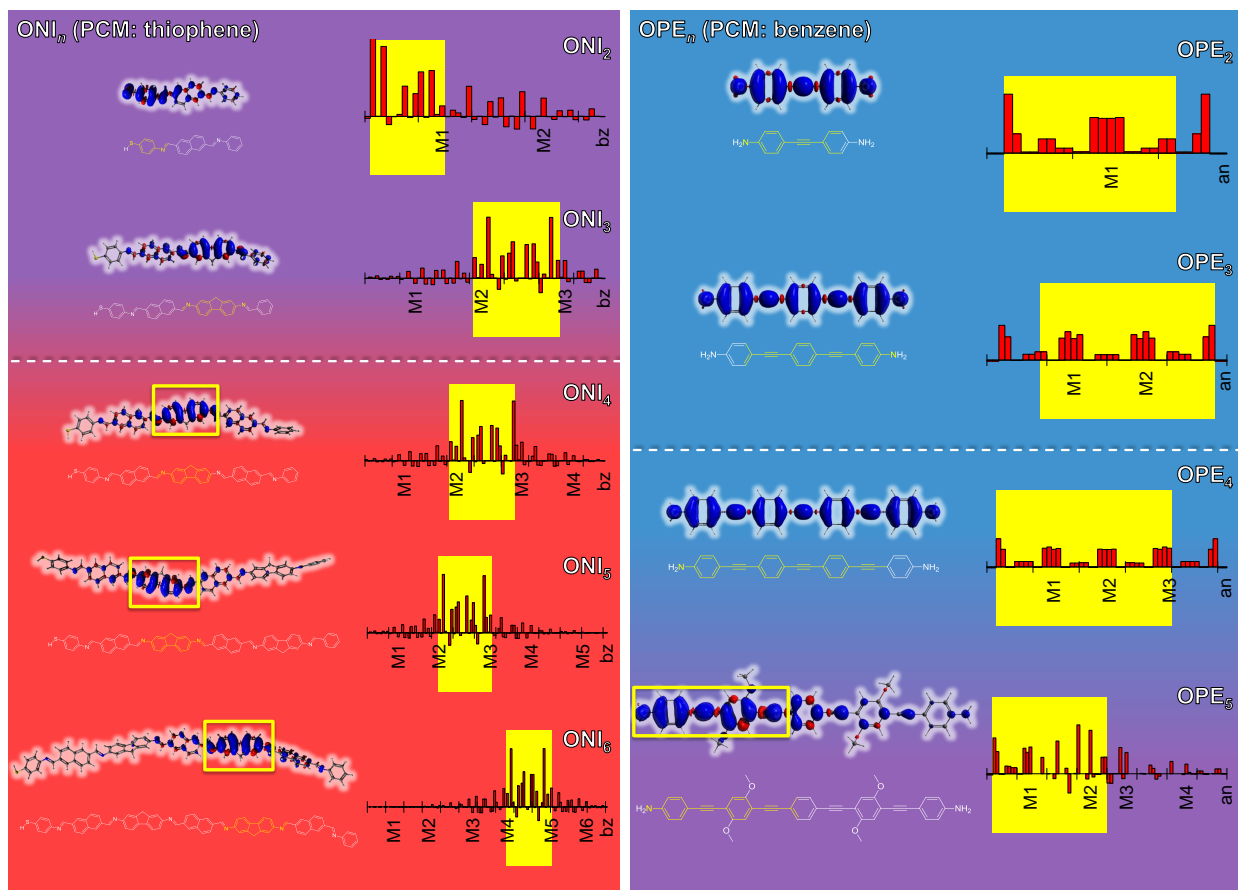 ONIn (PCM: thiophene)
ONI2
M1
M2
bz
H
S
N
N
ONI3
M1
M2
M3
bz
H
S
N
N
N
ONI4
M1
M2
M3
M4
bz
H
S
N
N
N
N
ONI5
M1
M2
M3
M4
M5
bz
H
S
N
N
N
N
N
ONI6
M1
M2
M3
M4
M5
M6
bz
H
S
N
N
N
N
N
N
OPEn (PCM: benzene)
OPE2
H2N
NH2
M1
an
OPE3
H2N
NH2
M1
M2
an
OPE4
H2N
NH2
M1
M2
M3
an
OPE5
H2N
O
O
O
O
NH2
M1
M2
M3
M4
an